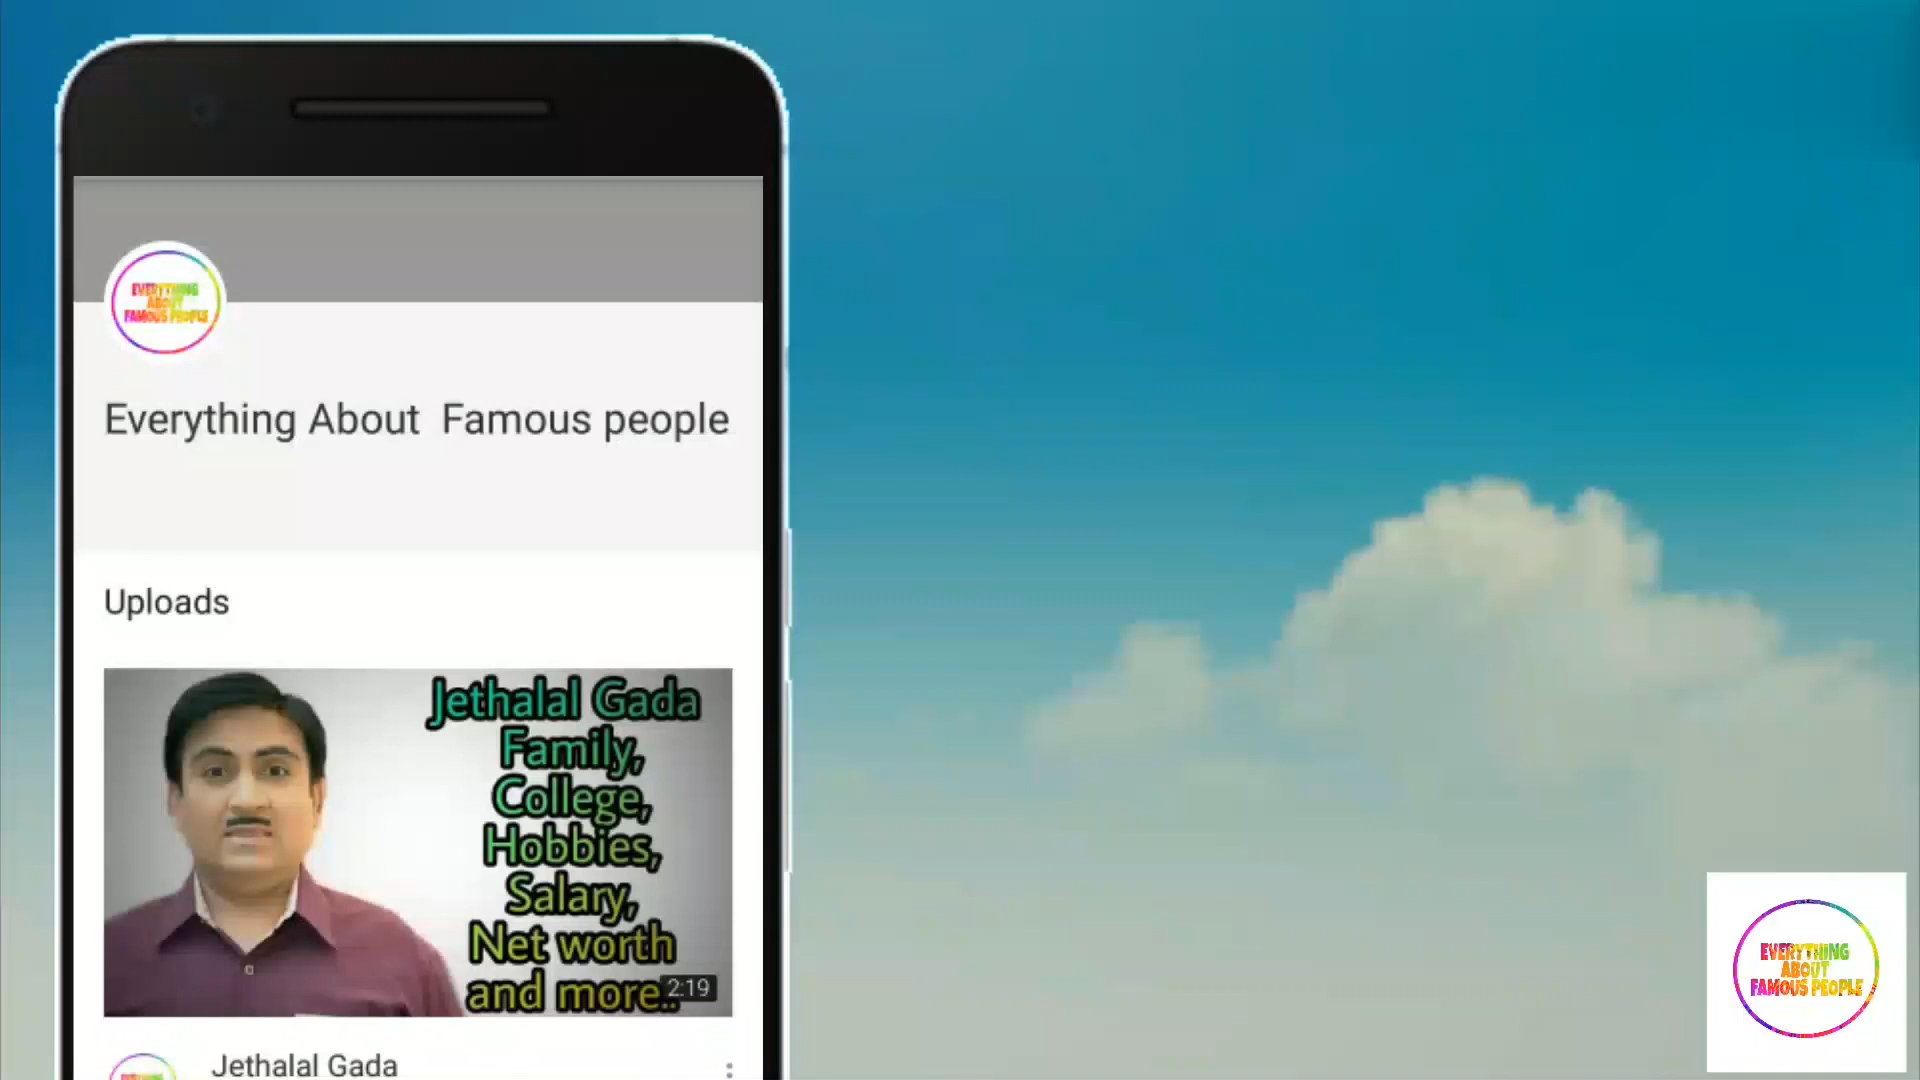 EVERYTHING
ABOUT
FAMOUS PEOPLE
Everything About Famous people
Uploads
Jethalal Gada
Family,
College,
Hobbies,
Salary,
Net worth
and more..
2:19
Jethalal Gada
EVERYTHING
ABOUT
FAMOUS PEOPLE